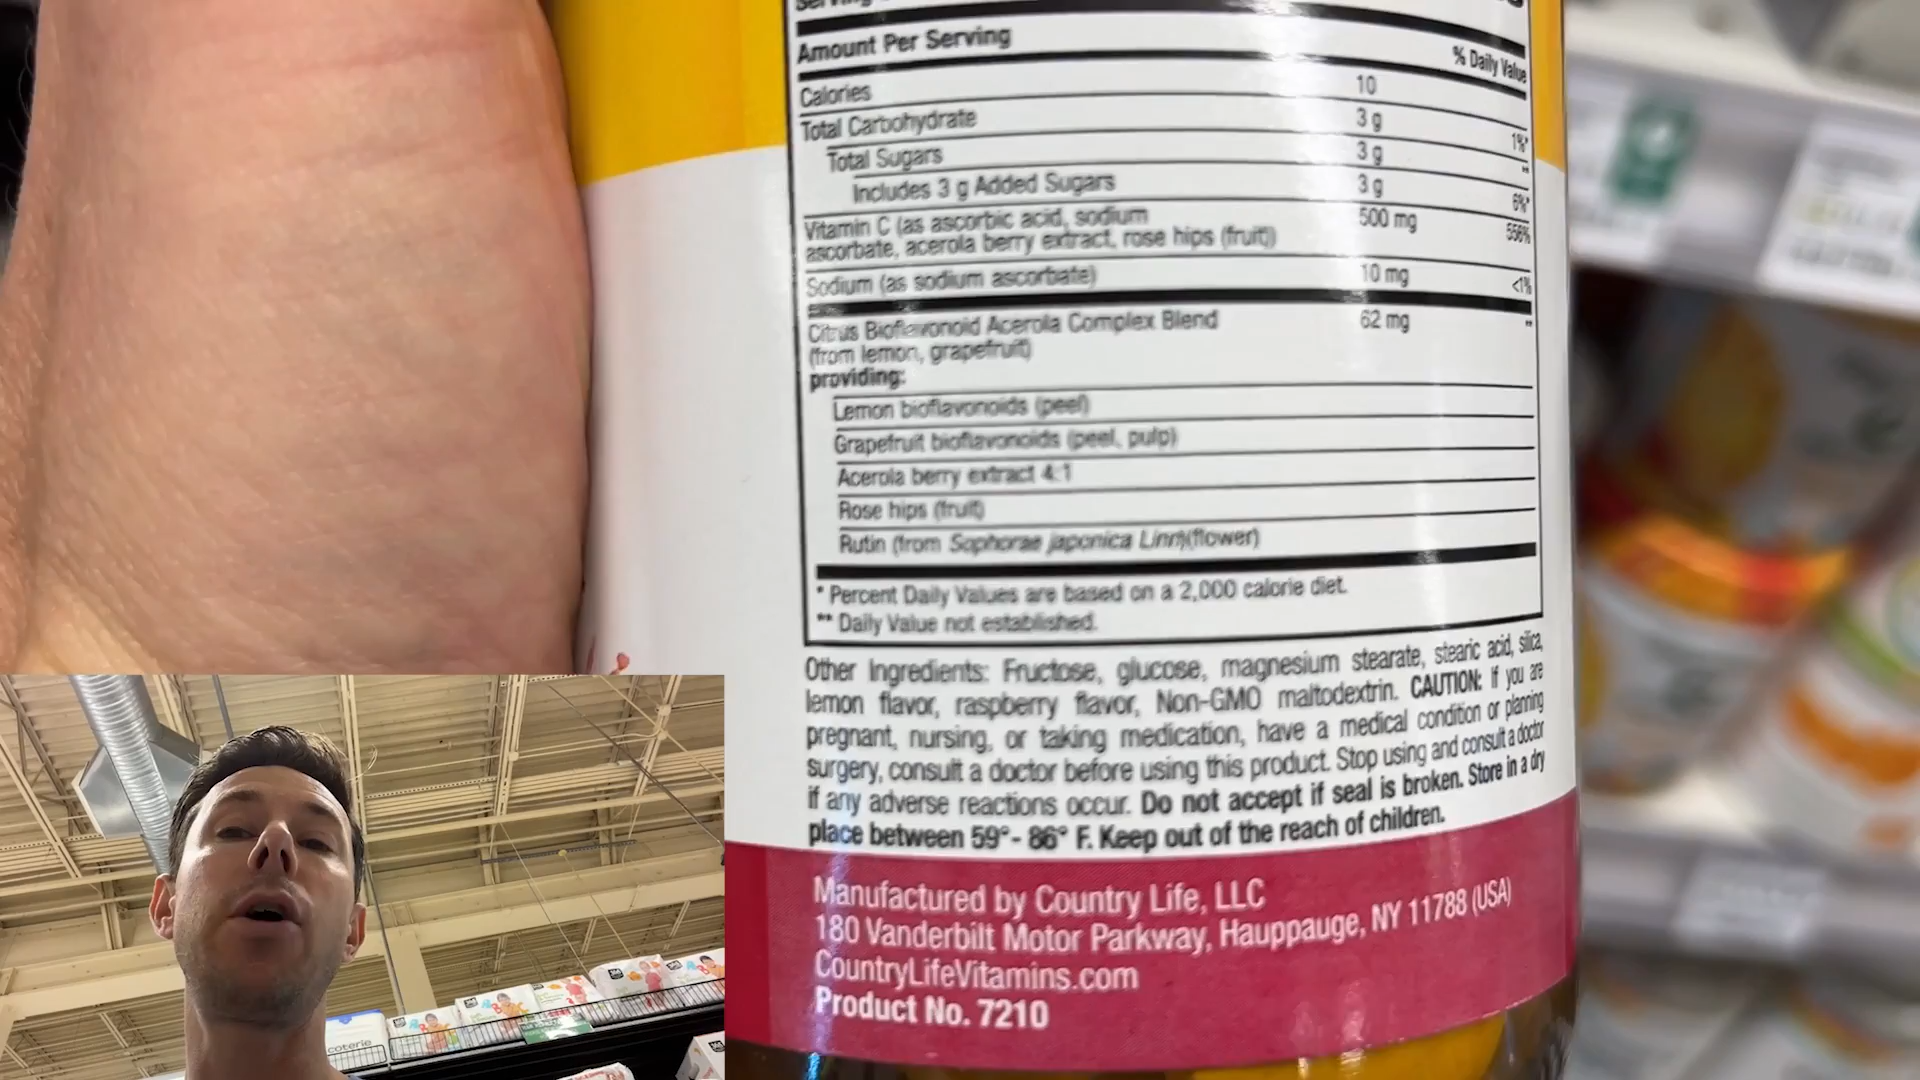 Amount Per Serving
% Daily Value
Calories 10
Total Carbohydrate 3 g 1%*
Total Sugars 3 g **
Includes 3 g Added Sugars 3 g 6%*
Vitamin C (as ascorbic acid, sodium 500 mg 556%
ascorbate, acerola berry extract, rose hips (fruit))
Sodium (as sodium ascorbate) 10 mg <1%
Citrus Bioflavonoid Acerola Complex Blend 62 mg **
(from lemon, grapefruit)
providing:
Lemon bioflavonoids (peel)
Grapefruit bioflavonoids (peel, pulp)
Acerola berry extract 4:1
Rose hips (fruit)
Rutin (from Sophorae japonica Linn)(flower)
* Percent Daily Values are based on a 2,000 calorie diet.
** Daily Value not established.
Other Ingredients: Fructose, glucose, magnesium stearate, stearic acid, silica,
lemon flavor, raspberry flavor, Non-GMO maltodextrin. CAUTION: If you are
pregnant, nursing, or taking medication, have a medical condition or planning
surgery, consult a doctor before using this product. Stop using and consult a doctor
if any adverse reactions occur. Do not accept if seal is broken. Store in a dry
place between 59°- 86° F. Keep out of the reach of children.
Manufactured by Country Life, LLC
180 Vanderbilt Motor Parkway, Hauppauge, NY 11788 (USA)
CountryLifeVitamins.com
Product No. 7210
coterie